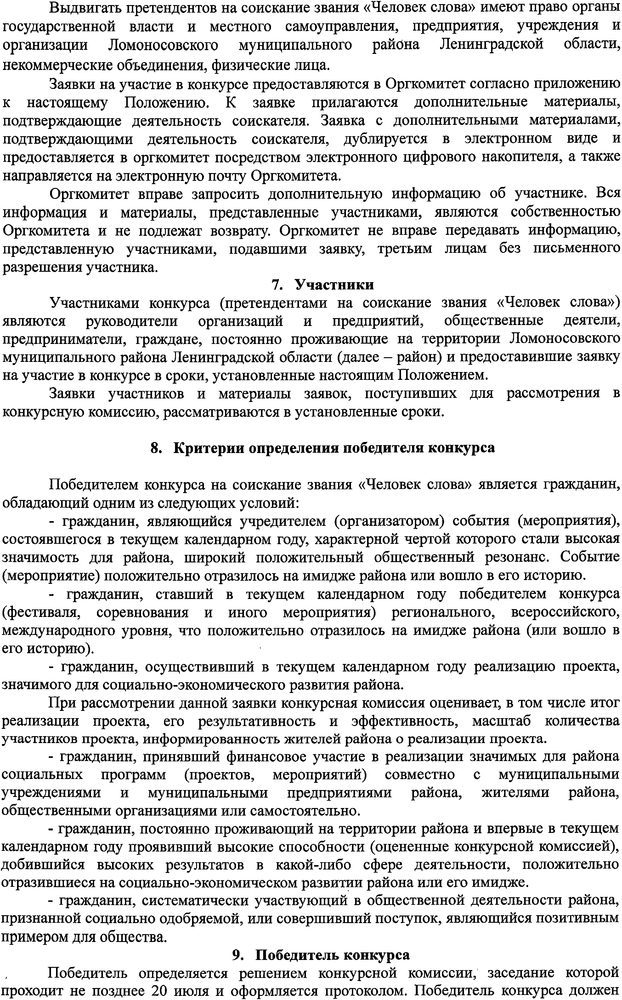 Выдвигать претендентов на соискание звания «Человек слова» имеют право органы
государственной власти и местного самоуправления, предприятия, учреждения и
организации Ломоносовского муниципального района Ленинградской области,
некоммерческие объединения, физические лица.
Заявки на участие в конкурсе предоставляются в Оргкомитет согласно приложению
к настоящему Положению. К заявке прилагаются дополнительные материалы,
подтверждающие деятельность соискателя. Заявка с дополнительными материалами,
подтверждающими деятельность соискателя, дублируется в электронном виде и
предоставляется в оргкомитет посредством электронного цифрового накопителя, а также
направляется на электронную почту Оргкомитета.
Оргкомитет вправе запросить дополнительную информацию об участнике. Вся
информация и материалы, представленные участниками, являются собственностью
Оргкомитета и не подлежат возврату. Оргкомитет не вправе передавать информацию,
представленную участниками, подавшими заявку, третьим лицам без письменного
разрешения участника.
7. Участники
Участниками конкурса (претендентами на соискание звания «Человек слова»)
являются руководители организаций и предприятий, общественные деятели,
предприниматели, граждане, постоянно проживающие на территории Ломоносовского
муниципального района Ленинградской области (далее – район) и предоставившие заявку
на участие в конкурсе в сроки, установленные настоящим Положением.
Заявки участников и материалы заявок, поступивших для рассмотрения в
конкурсную комиссию, рассматриваются в установленные сроки.
8. Критерии определения победителя конкурса
Победителем конкурса на соискание звания «Человек слова» является гражданин,
обладающий одним из следующих условий:
- гражданин, являющийся учредителем (организатором) события (мероприятия),
состоявшегося в текущем календарном году, характерной чертой которого стали высокая
значимость для района, широкий положительный общественный резонанс. Событие
(мероприятие) положительно отразилось на имидже района или вошло в его историю.
- гражданин, ставший в текущем календарном году победителем конкурса
(фестиваля, соревнования и иного мероприятия) регионального, всероссийского,
международного уровня, что положительно отразилось на имидже района (или вошло в
его историю).
- гражданин, осуществивший в текущем календарном году реализацию проекта,
значимого для социально-экономического развития района.
При рассмотрении данной заявки конкурсная комиссия оценивает, в том числе итог
реализации проекта, его результативность и эффективность, масштаб количества
участников проекта, информированность жителей района о реализации проекта.
- гражданин, принявший финансовое участие в реализации значимых для района
социальных программ (проектов, мероприятий) совместно с муниципальными
учреждениями и муниципальными предприятиями района, жителями района,
общественными организациями или самостоятельно.
- гражданин, постоянно проживающий на территории района и впервые в текущем
календарном году проявивший высокие способности (оцененные конкурсной комиссией),
добившийся высоких результатов в какой-либо сфере деятельности, положительно
отразившиеся на социально-экономическом развитии района или его имидже.
- гражданин, систематически участвующий в общественной деятельности района,
признанной социально одобряемой, или совершивший поступок, являющийся позитивным
примером для общества.
9. Победитель конкурса
Победитель определяется решением конкурсной комиссии, заседание которой
проходит не позднее 20 июля и оформляется протоколом. Победитель конкурса должен